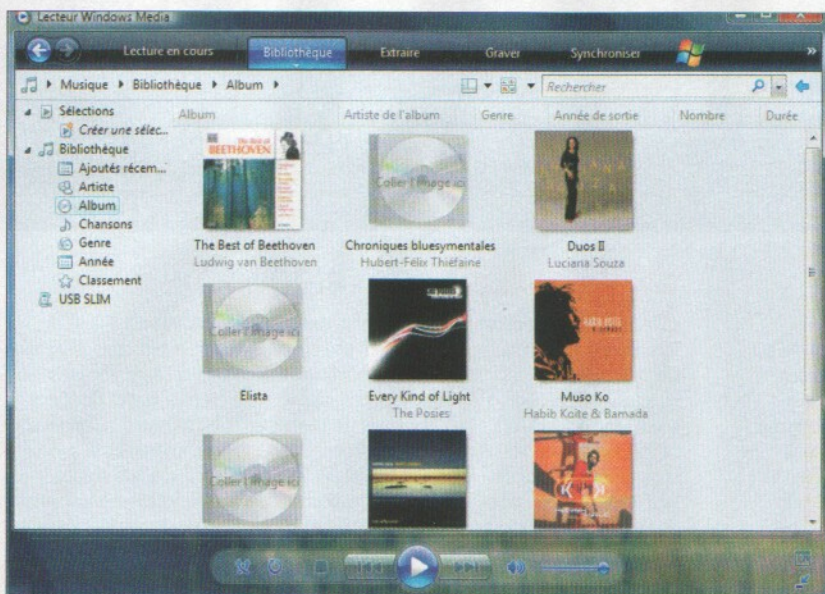 Lecteur Windows Media
Lecture en cours Bibliothèque Extraire Graver Synchroniser »
Musique Bibliothèque Album
Rechercher
Sélections
Créer une sélec...
Bibliothèque
Ajoutés récem...
Artiste
Album
Chansons
Genre
Année
Classement
USB SLIM
Album Artiste de l'album Genre Année de sortie Nombre Durée
The Best of
BEETHOVEN
Coller l'image ici
The Best of Beethoven Chroniques bluesymentales Duos II
Ludwig van Beethoven Hubert-Félix Thiéfaine Luciana Souza
Coller l'image ici
Elista Every Kind of Light Muso Ko
The Posies Habib Koite & Bamada
Coller l'image ici